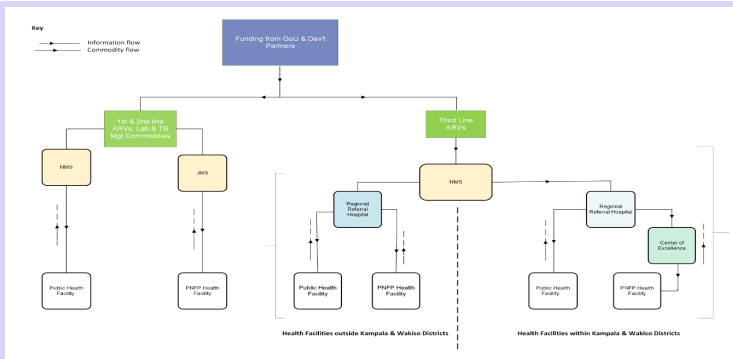 Key
Information flow
Commodity flow
Funding from GoU & Dev't
Partners
1st & 2nd line
ARVs, Lab & TB
Mgt Commodities
Third Line
ARVs
NMS
JMS
NMS
Regional
Referral
Hospital
Regional
Referral Hospital
Center of
Excellence
Public Health
Facility
PNFP Health
Facility
Public Health
Facility
PNFP Health
Facility
Public Health
Facility
PNFP Health
Facility
Health Facilities outside Kampala & Wakiso Districts
Health Facilities within Kampala & Wakiso Districts